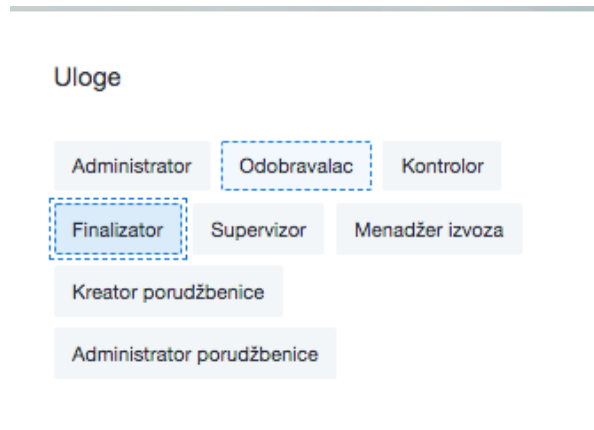 Uloge
Administrator Odobravalac Kontrolor
Finalizator Supervizor Menadžer izvoza
Kreator porudžbenice
Administrator porudžbenice